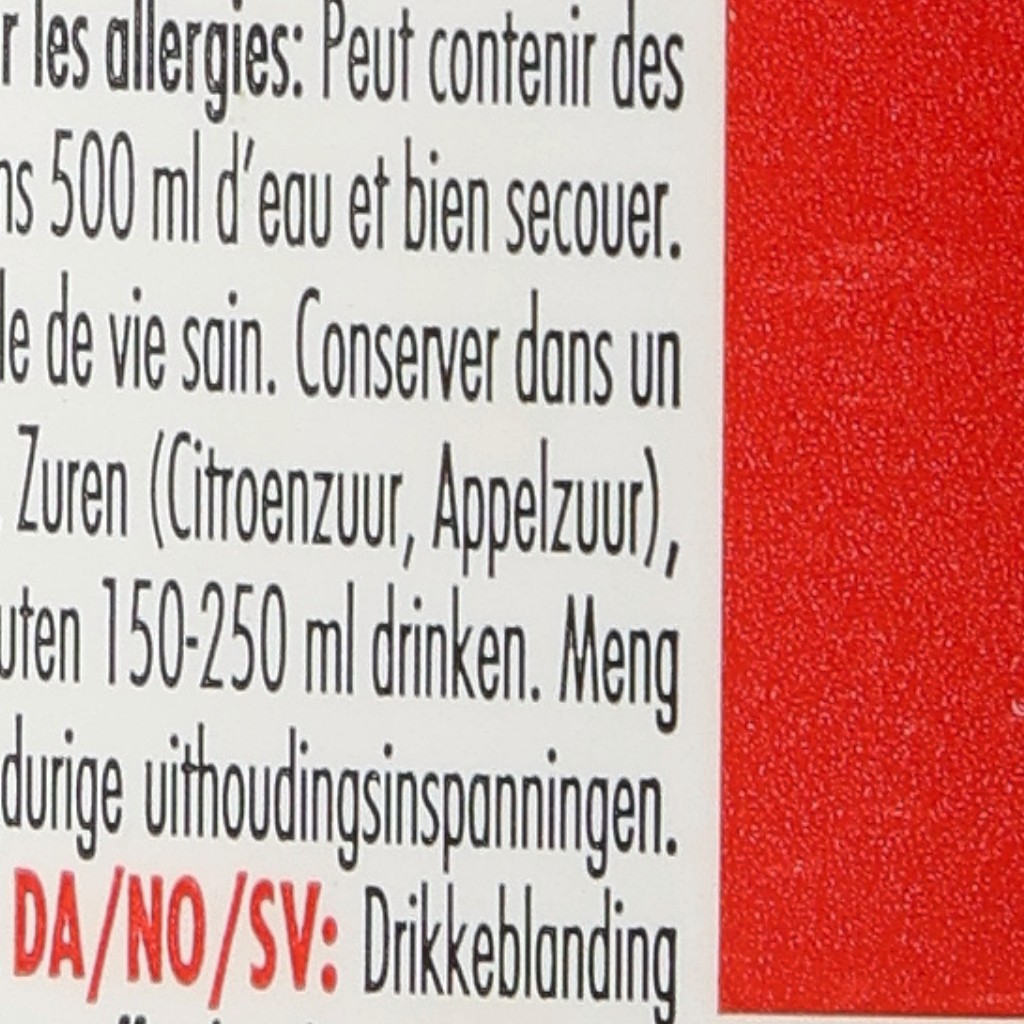 r les allergies: Peut contenir des
ns 500 ml d'eau et bien secouer.
le de vie sain. Conserver dans un
Zuren (Citroenzuur, Appelzuur),
uten 150-250 ml drinken. Meng
durige uithoudingsinspanningen.
DA/NO/SV: Drikkeblanding